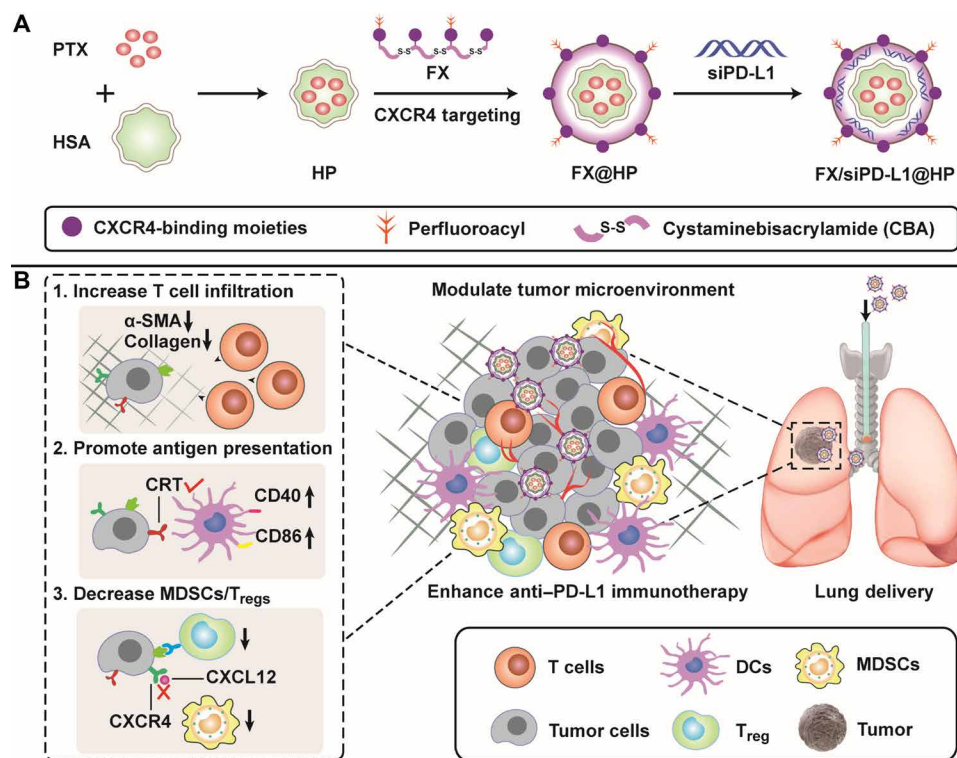 A
PTX
+
HSA
HP
S-S
S-S
S-S
FX
CXCR4 targeting
FX@HP
siPD-L1
FX/siPD-L1@HP
CXCR4-binding moieties
Perfluoroacyl
S-S
Cystaminebisacrylamide (CBA)
B
1. Increase T cell infiltration
α-SMA
Collagen
2. Promote antigen presentation
CRT
CD40
CD86
3. Decrease MDSCs/Tregs
CXCL12
CXCR4
Modulate tumor microenvironment
Enhance anti–PD-L1 immunotherapy
Lung delivery
T cells
DCs
MDSCs
Tumor cells
Treg
Tumor